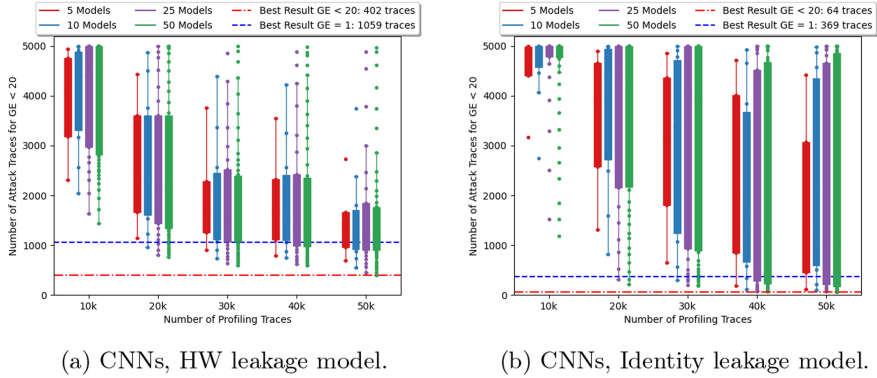 5 Models
10 Models
25 Models
50 Models
Best Result GE < 20: 402 traces
Best Result GE = 1: 1059 traces
Number of Attack Traces for GE < 20
5000
4000
3000
2000
1000
0
10k 20k 30k 40k 50k
Number of Profiling Traces
(a) CNNs, HW leakage model.
5 Models
10 Models
25 Models
50 Models
Best Result GE < 20: 64 traces
Best Result GE = 1: 369 traces
Number of Attack Traces for GE < 20
5000
4000
3000
2000
1000
0
10k 20k 30k 40k 50k
Number of Profiling Traces
(b) CNNs, Identity leakage model.